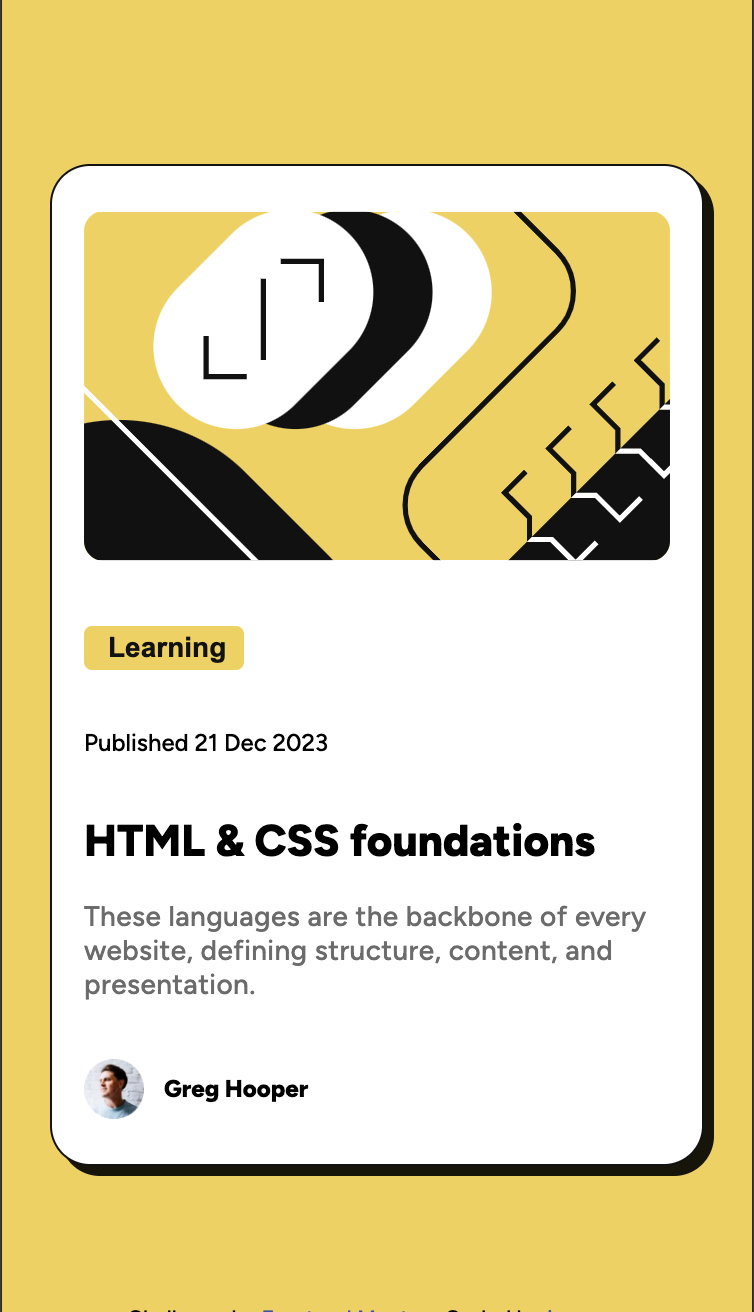 Learning
Published 21 Dec 2023
HTML & CSS foundations
These languages are the backbone of every
website, defining structure, content, and
presentation.
Greg Hooper